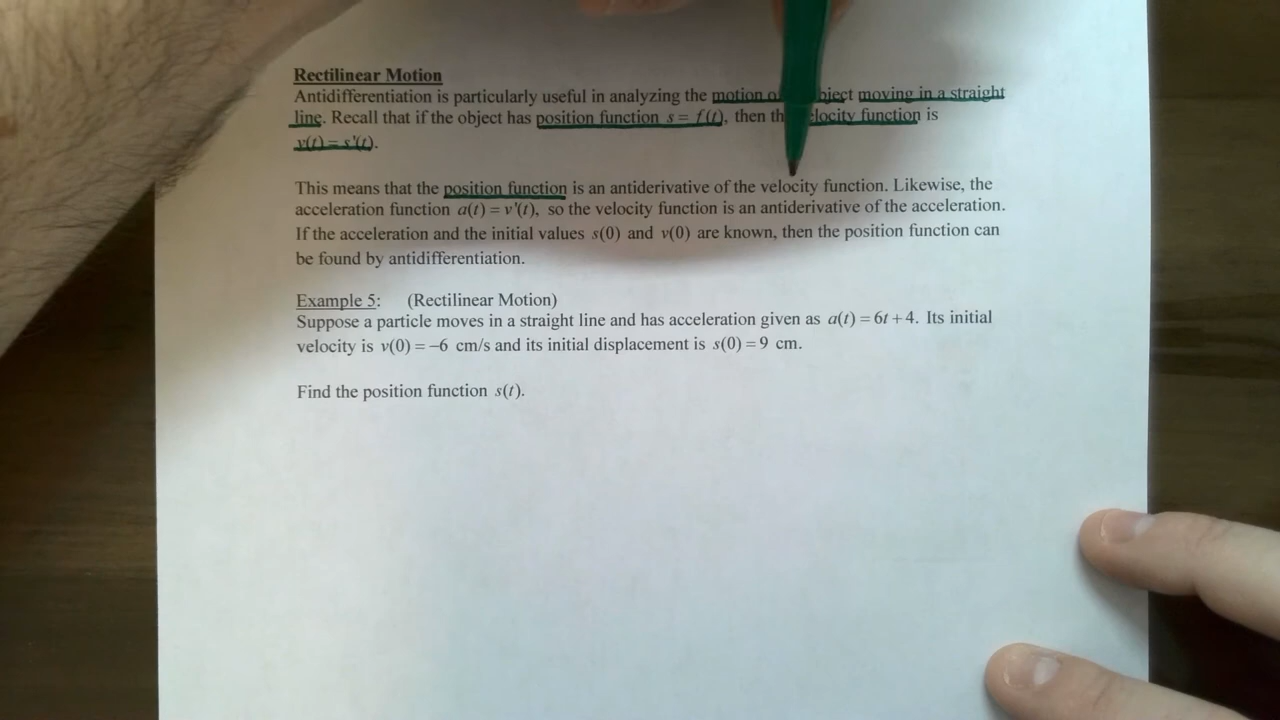 Rectilinear Motion
Antidifferentiation is particularly useful in analyzing the motion moving in a straight
line. Recall that if the object has position function s = f(t), then function is
v(t) = s'(t).
This means that the position function is an antiderivative of the velocity function. Likewise, the
acceleration function a(t) = v'(t), so the velocity function is an antiderivative of the acceleration.
If the acceleration and the initial values s(0) and v(0) are known, then the position function can
be found by antidifferentiation.
Example 5: (Rectilinear Motion)
Suppose a particle moves in a straight line and has acceleration given as a(t) = 6t + 4. Its initial
velocity is v(0) = −6 cm/s and its initial displacement is s(0) = 9 cm.
Find the position function s(t).